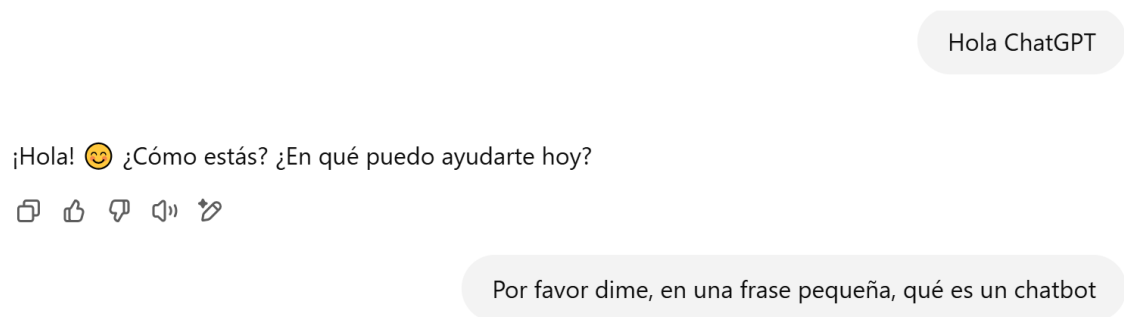 Hola ChatGPT
¡Hola! 😊 ¿Cómo estás? ¿En qué puedo ayudarte hoy?
Por favor dime, en una frase pequeña, qué es un chatbot